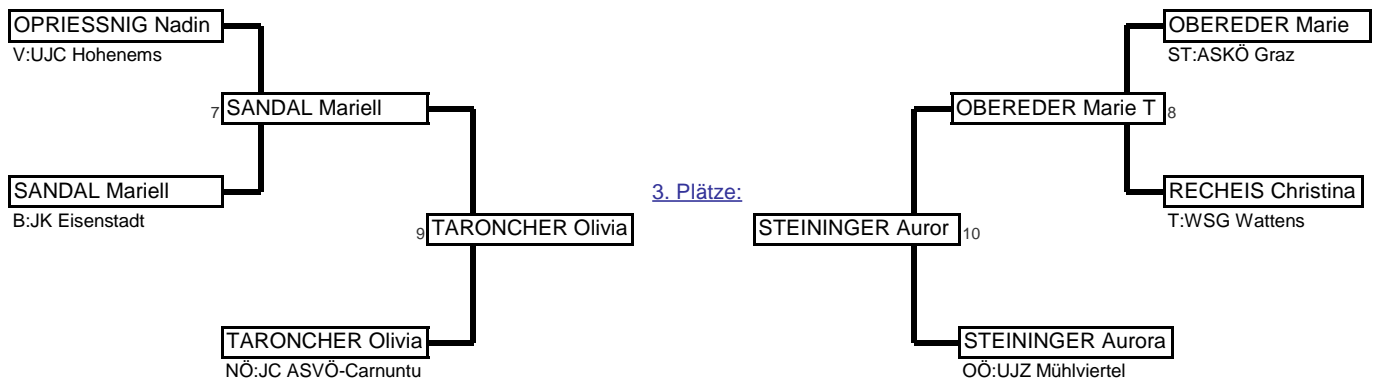 OPRIESSNIG Nadin
V:UJC Hohenems
7 SANDAL Mariell
SANDAL Mariell
B:JK Eisenstadt
9 TARONCHER Olivia
TARONCHER Olivia
NÖ:JC ASVÖ-Carnuntu
3. Plätze:
OBEREDER Marie
ST:ASKÖ Graz
OBEREDER Marie T 8
RECHEIS Christina
T:WSG Wattens
STEININGER Auror 10
STEININGER Aurora
OÖ:UJZ Mühlviertel